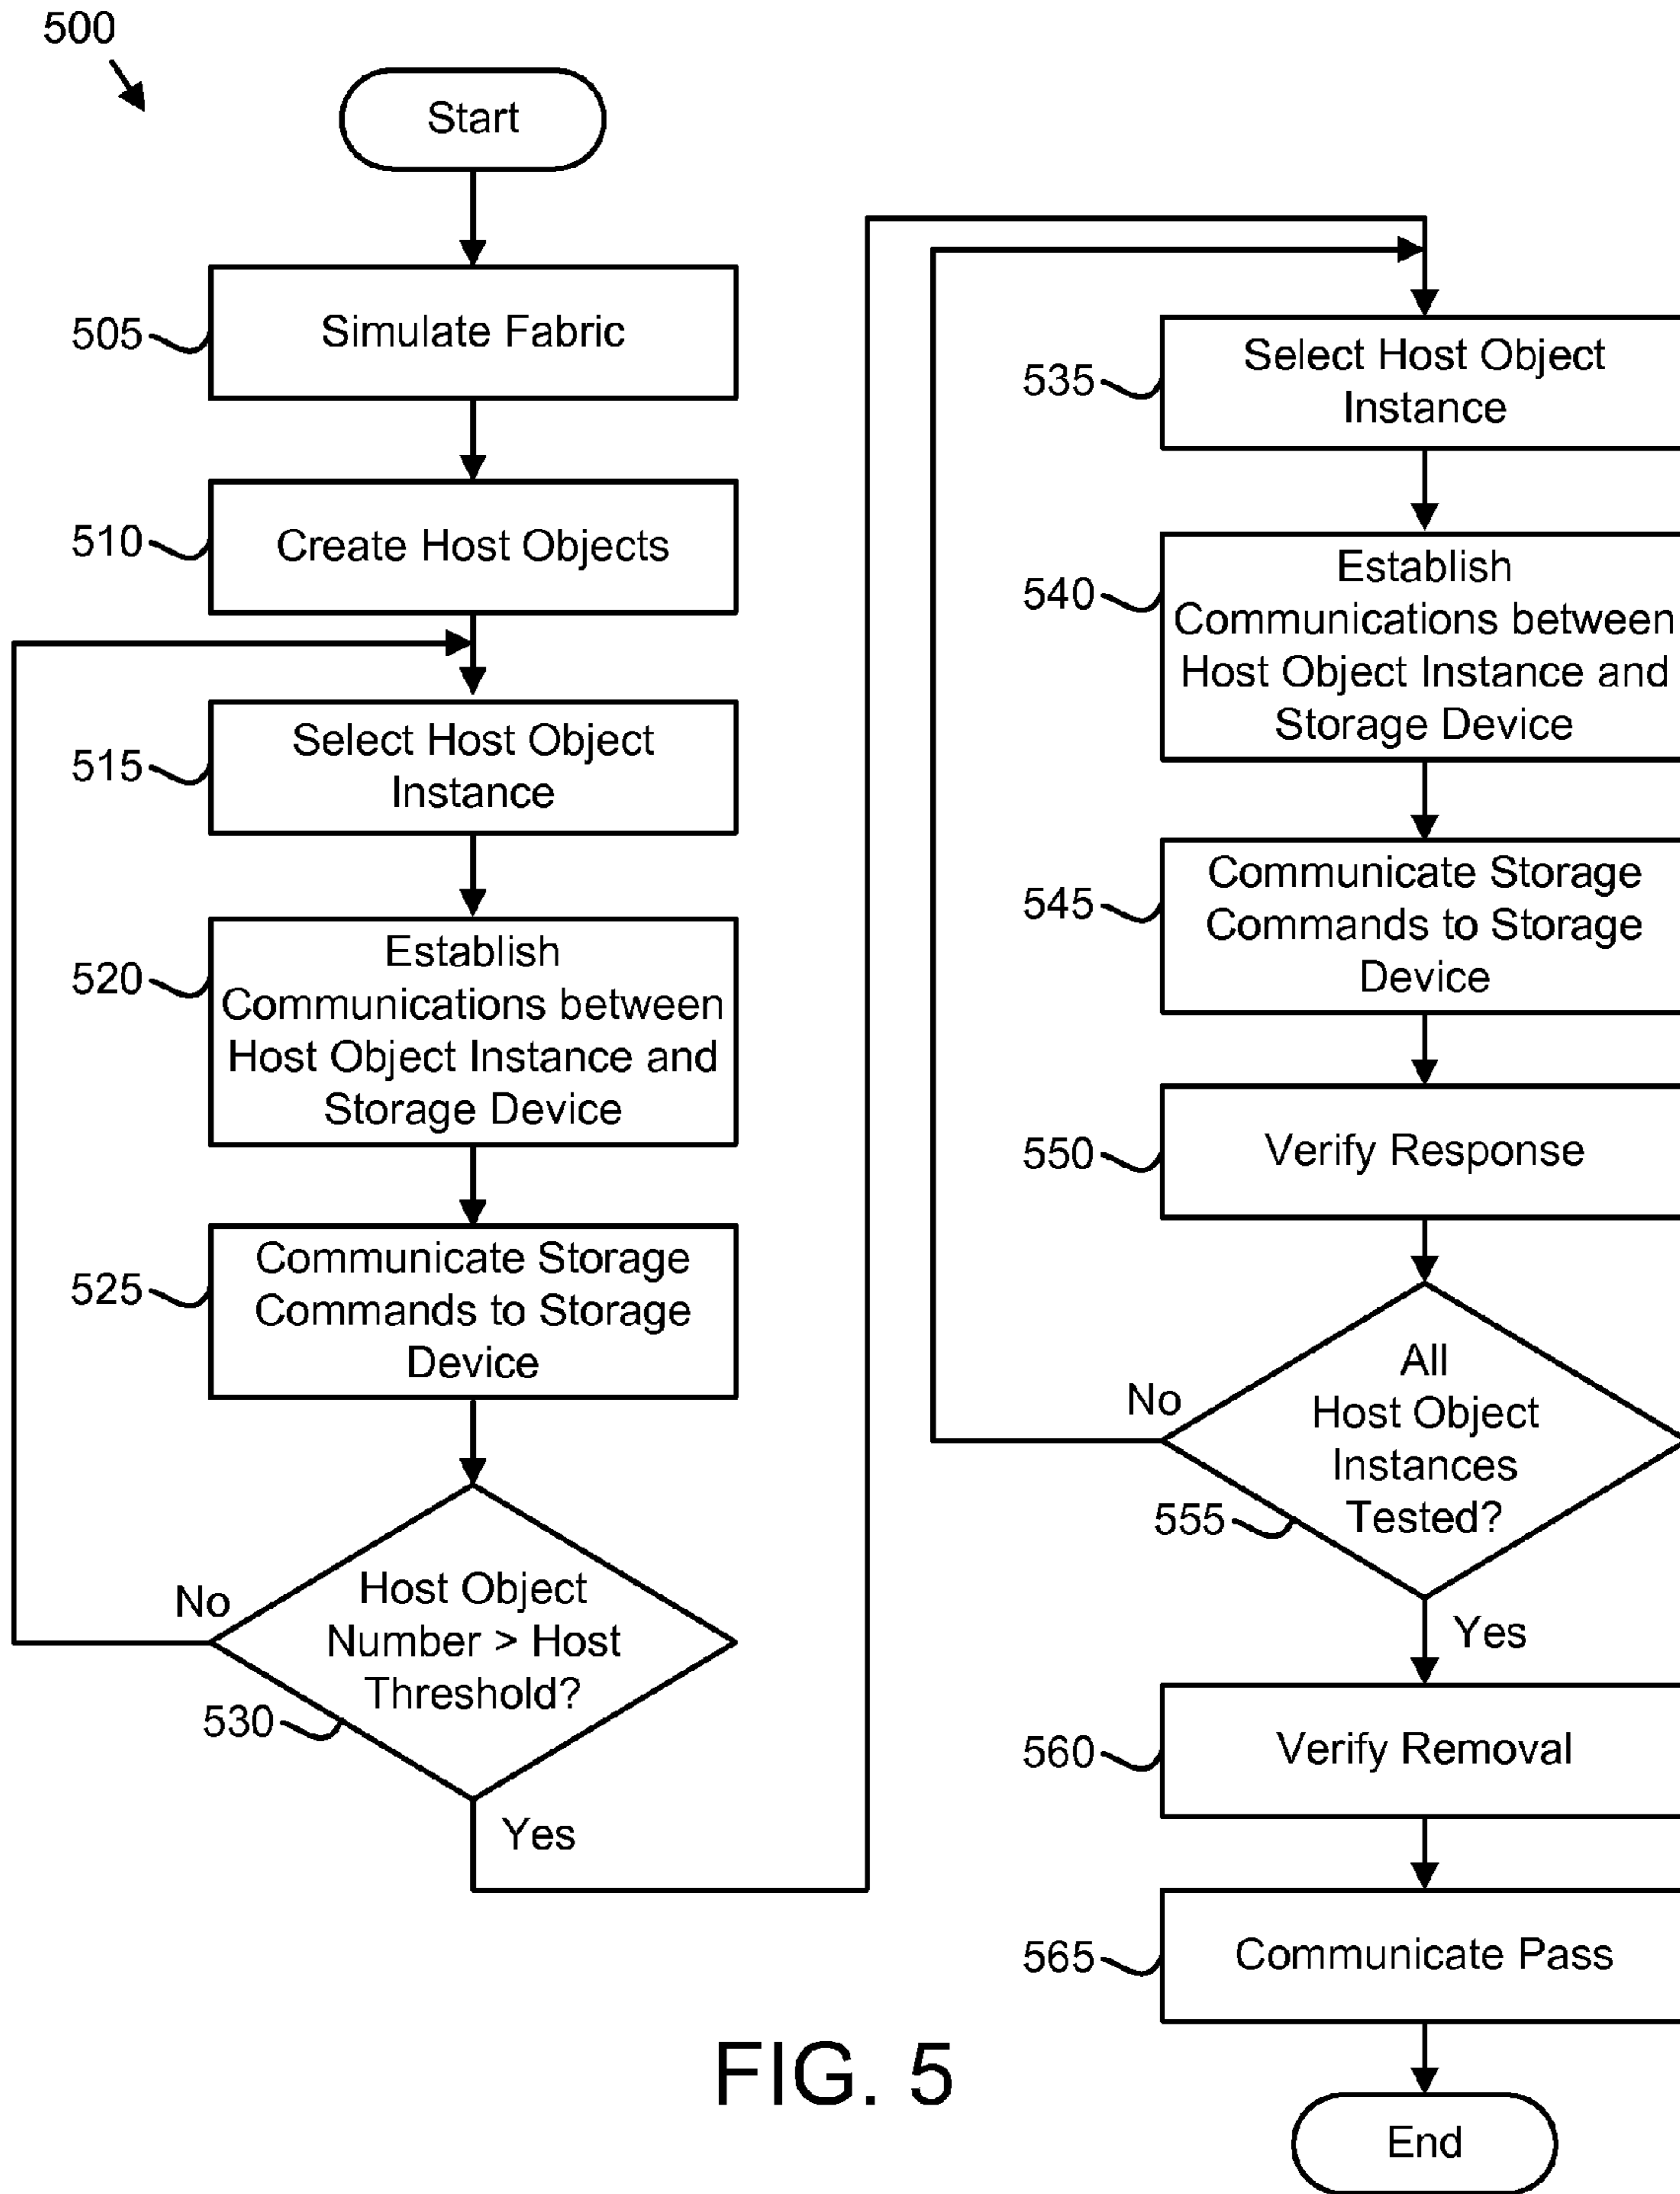 500
Start
505
Simulate Fabric
510
Create Host Objects
515
Select Host Object
Instance
520
Establish
Communications between
Host Object Instance and
Storage Device
525
Communicate Storage
Commands to Storage
Device
No
Host Object
Number > Host
Threshold?
530
Yes
535
Select Host Object
Instance
540
Establish
Communications between
Host Object Instance and
Storage Device
545
Communicate Storage
Commands to Storage
Device
550
Verify Response
No
All
Host Object
Instances
Tested?
555
Yes
560
Verify Removal
565
Communicate Pass
End
FIG. 5